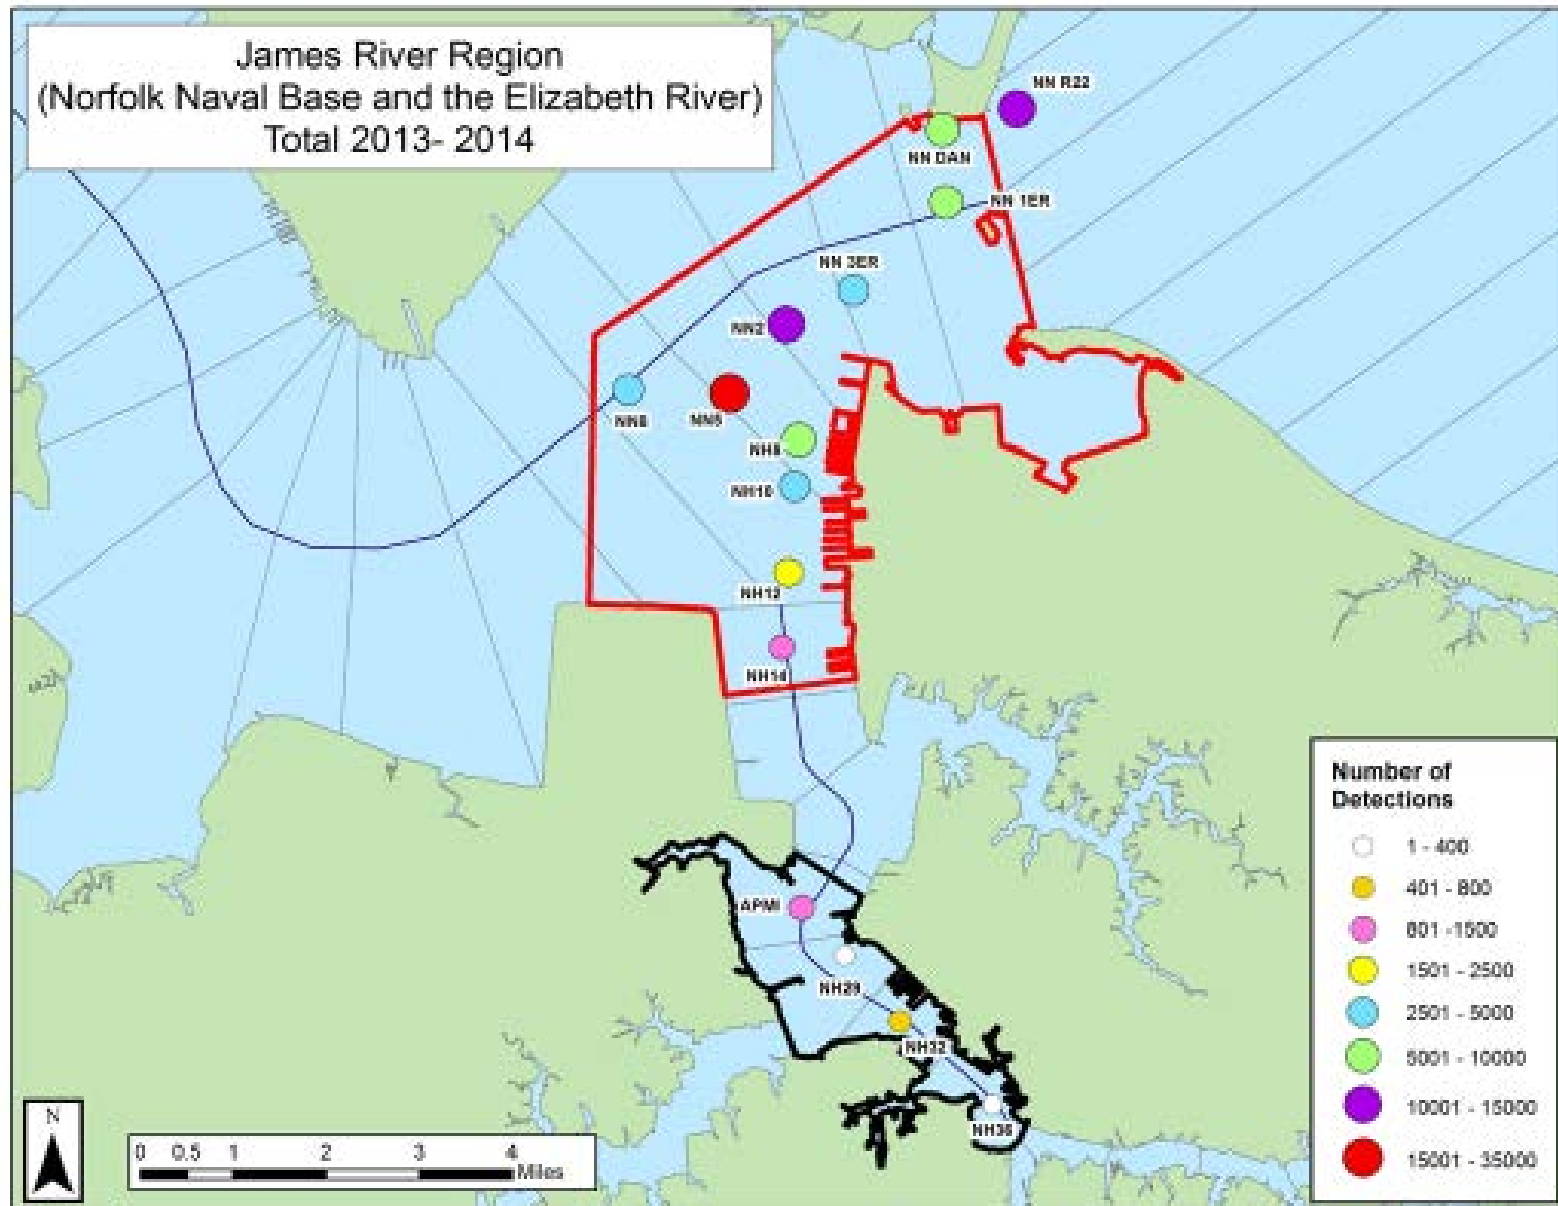 James River Region
(Norfolk Naval Base and the Elizabeth River)
Total 2013- 2014
NN R22
NN DAN
NN 1ER
NN 3ER
NN2
NN5
NH8
NH10
NH12
NH14
APMI
NH29
NH32
NH36
Number of
Detections
1 - 400
401 - 800
801 -1500
1501 - 2500
2501 - 5000
5001 - 10000
10001 - 15000
15001 - 35000
N
0 0.5 1 2 3 4
Miles